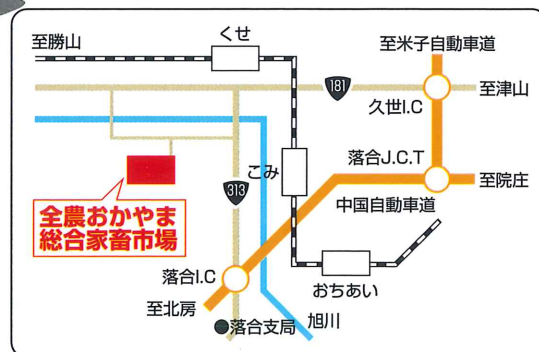 至勝山
くせ
至米子自動車道
181
至津山
久世I.C
こみ
落合J.C.T
至院庄
313
中国自動車道
全農おかやま
総合家畜市場
落合I.C
おちあい
至北房
旭川
●落合支局